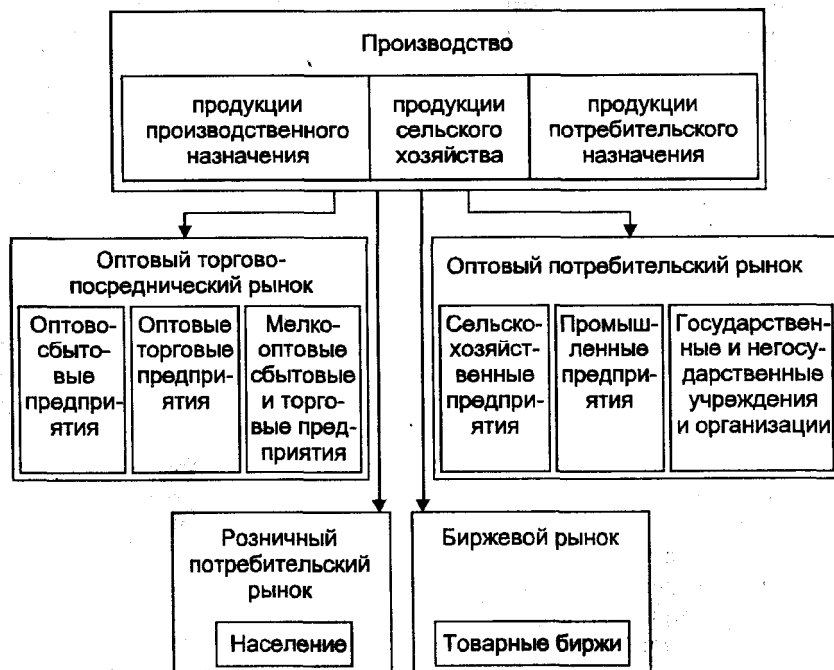 Производство
продукции
производственного
назначения
продукции
сельского
хозяйства
продукции
потребительского
назначения
Оптовый торгово-
посреднический рынок
Оптово-
сбыто-
вые
предпри-
ятия
Оптовые
торговые
предпри-
ятия
Мелко-
оптовые
сбытовые
и торго-
вые пред-
приятия
Оптовый потребительский рынок
Сельско-
хозяйст-
венные
предпри-
ятия
Промыш-
ленные
предпри-
ятия
Государствен-
ные и негосу-
дарственные
учреждения
и организации
Розничный
потребительский
рынок
Население
Биржевой рынок
Товарные биржи